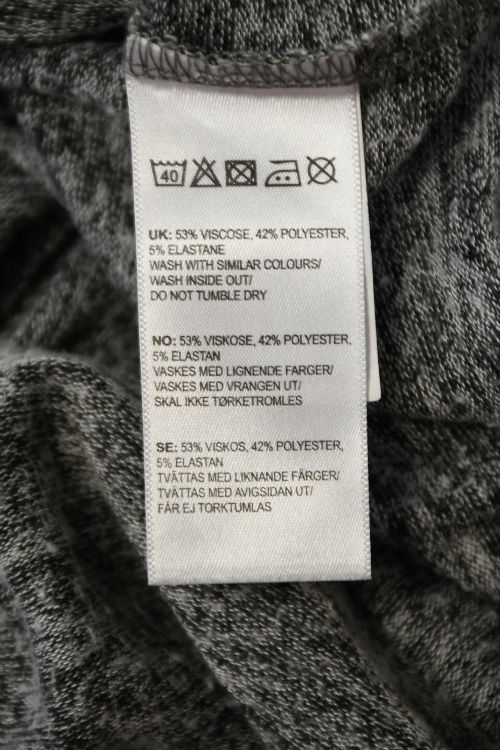 40
UK: 53% VISCOSE, 42% POLYESTER,
5% ELASTANE
WASH WITH SIMILAR COLOURS/
WASH INSIDE OUT/
DO NOT TUMBLE DRY
NO: 53% VISKOSE, 42% POLYESTER,
5% ELASTAN
VASKES MED LIGNENDE FARGER/
VASKES MED VRANGEN UT/
SKAL IKKE TØRKETROMLES
SE: 53% VISKOS, 42% POLYESTER,
5% ELASTAN
TVÄTTAS MED LIKNANDE FÄRGER/
TVÄTTAS MED AVIGSIDAN UT/
FÅR EJ TORKTUMLAS